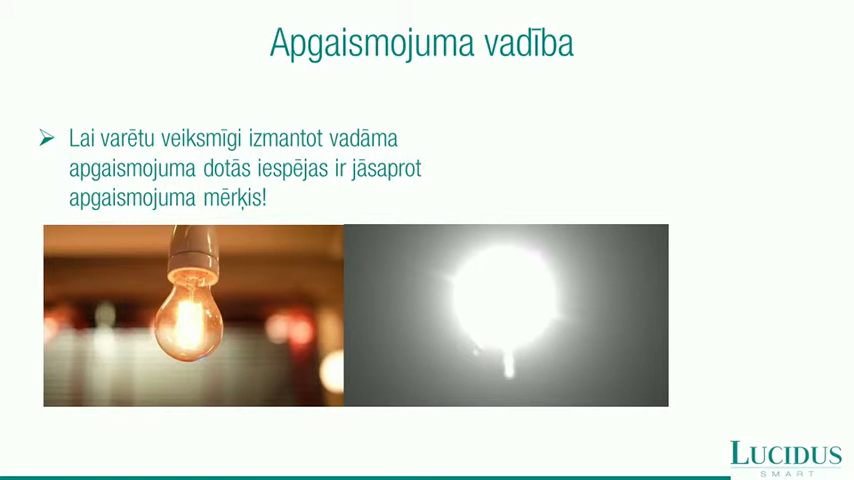 Apgaismojuma vadība
Lai varētu veiksmīgi izmantot vadāma
apgaismojuma dotās iespējas ir jāsaprot
apgaismojuma mērķis!
LUCIDUS
SMART